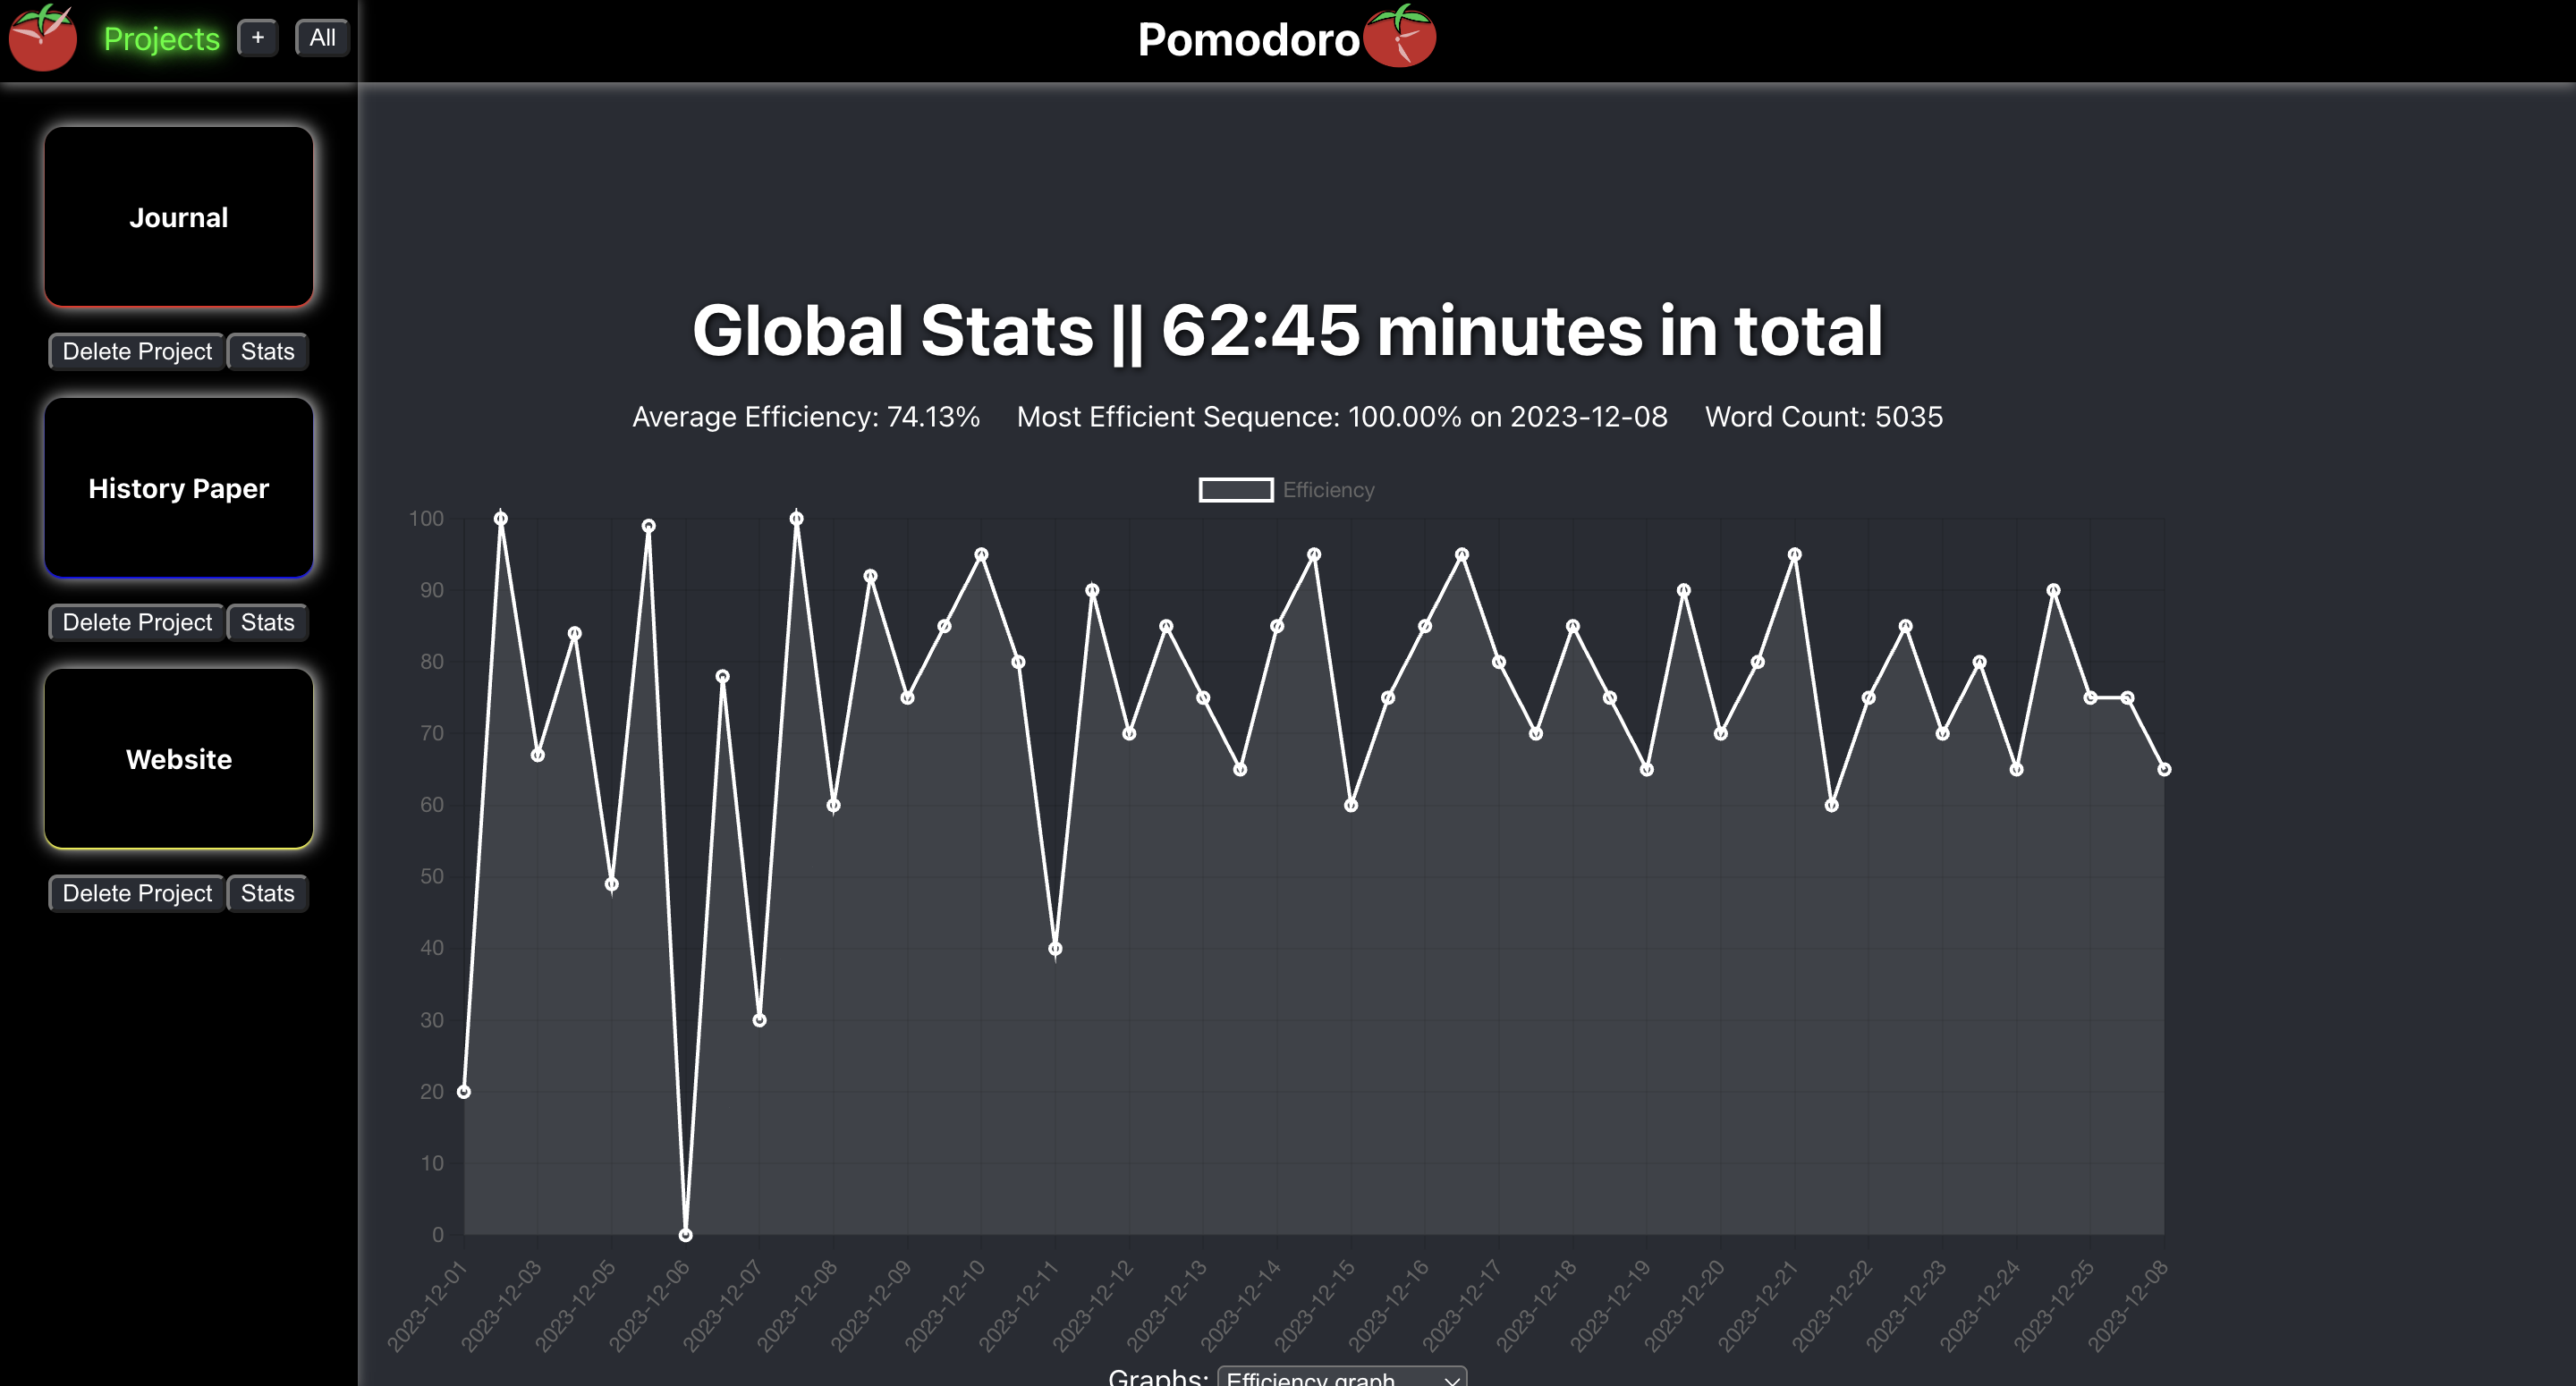 Projects + All
Pomodoro
Journal
Delete Project Stats
History Paper
Delete Project Stats
Website
Delete Project Stats
Global Stats || 62:45 minutes in total
Average Efficiency: 74.13% Most Efficient Sequence: 100.00% on 2023-12-08 Word Count: 5035
Efficiency
100
90
80
70
60
50
40
30
20
10
0
2023-12-01
2023-12-03
2023-12-05
2023-12-06
2023-12-07
2023-12-08
2023-12-09
2023-12-10
2023-12-11
2023-12-12
2023-12-13
2023-12-14
2023-12-15
2023-12-16
2023-12-17
2023-12-18
2023-12-19
2023-12-20
2023-12-21
2023-12-22
2023-12-23
2023-12-24
2023-12-25
2023-12-08
Graphs: Efficiency graph